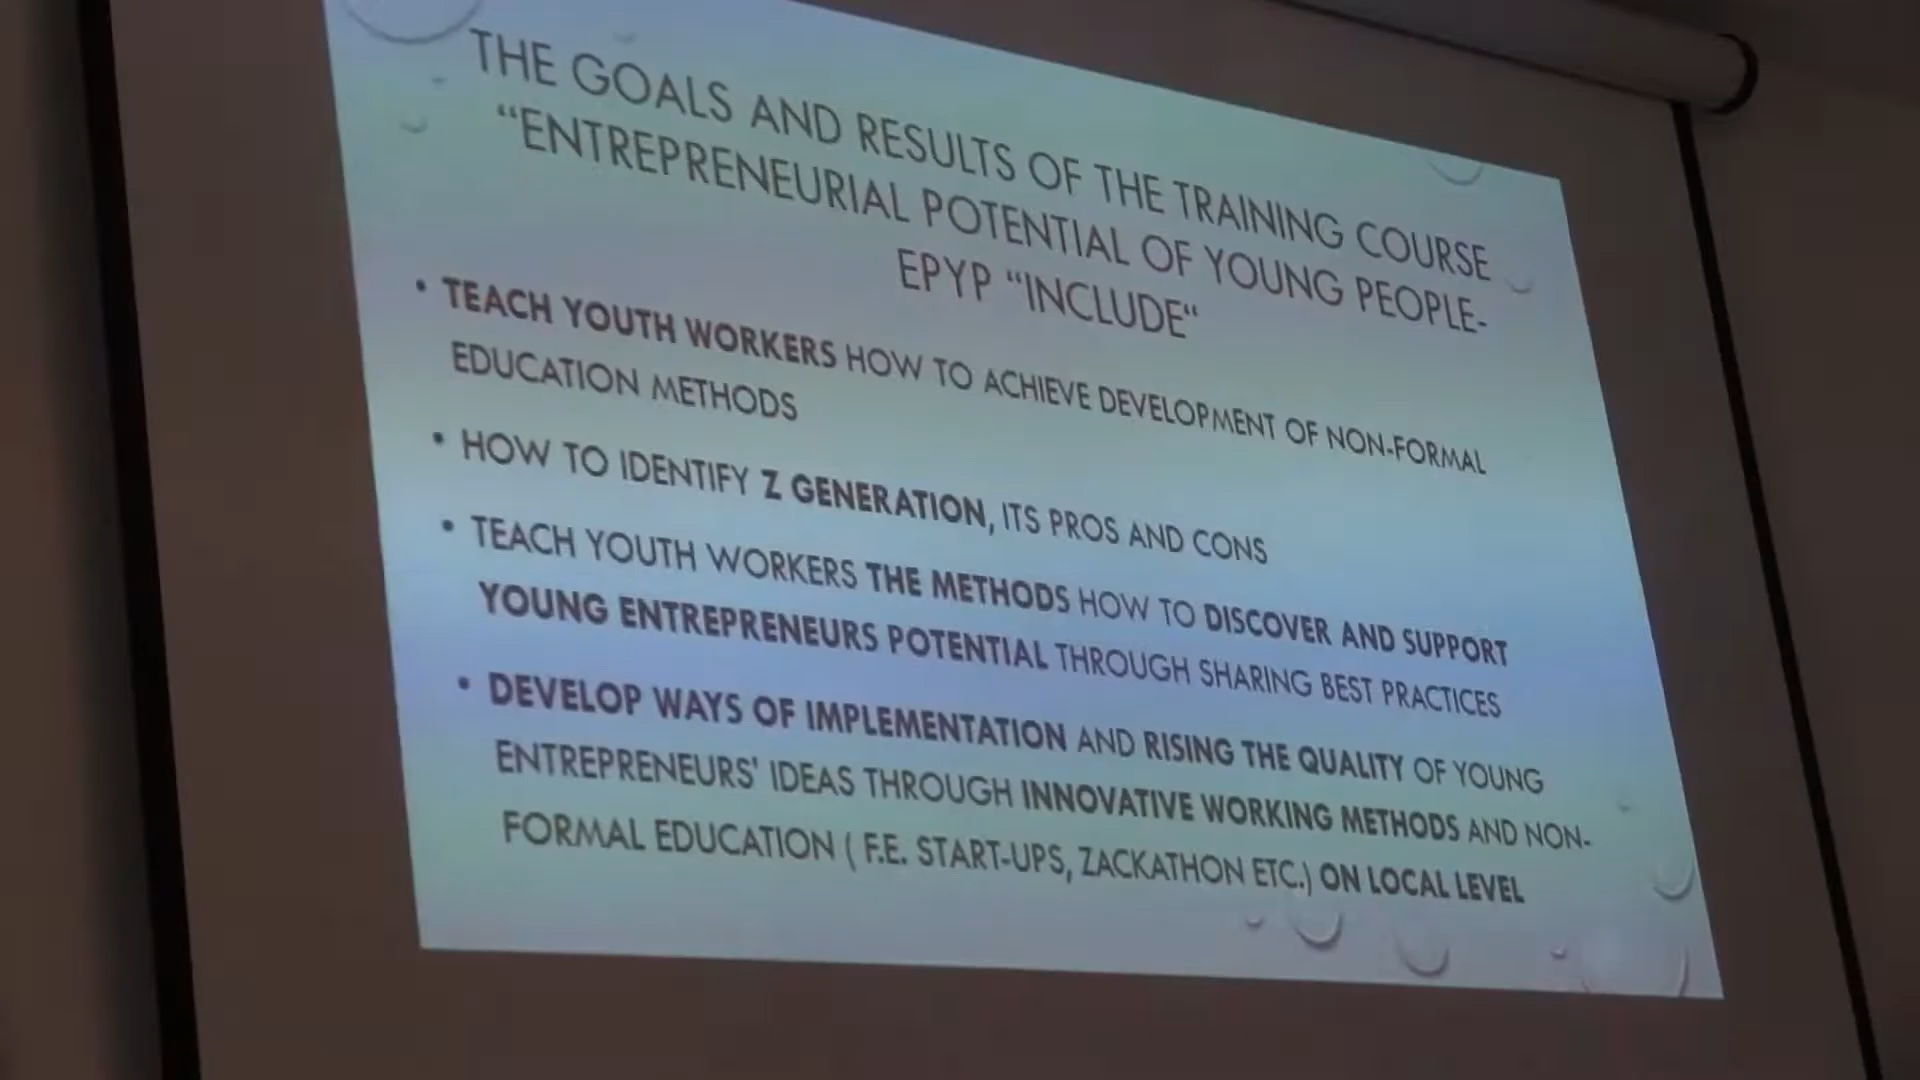 THE GOALS AND RESULTS OF THE TRAINING COURSE
“ENTREPRENEURIAL POTENTIAL OF YOUNG PEOPLE-
EPYP “INCLUDE“
• TEACH YOUTH WORKERS HOW TO ACHIEVE DEVELOPMENT OF NON-FORMAL
EDUCATION METHODS
• HOW TO IDENTIFY Z GENERATION, ITS PROS AND CONS
• TEACH YOUTH WORKERS THE METHODS HOW TO DISCOVER AND SUPPORT
YOUNG ENTREPRENEURS POTENTIAL THROUGH SHARING BEST PRACTICES
• DEVELOP WAYS OF IMPLEMENTATION AND RISING THE QUALITY OF YOUNG
ENTREPRENEURS' IDEAS THROUGH INNOVATIVE WORKING METHODS AND NON-
FORMAL EDUCATION ( F.E. START-UPS, ZACKATHON ETC.) ON LOCAL LEVEL